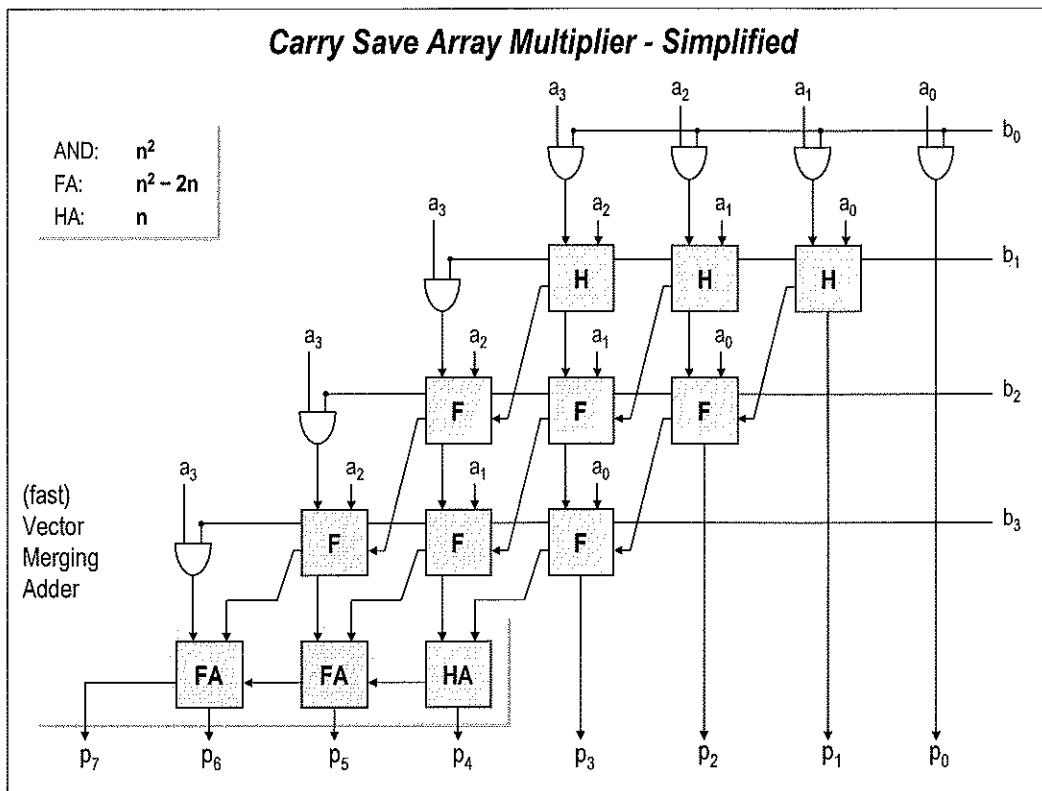 Carry Save Array Multiplier - Simplified
AND: n²
FA: n² – 2n
HA: n
a₃ a₂ a₁ a₀
b₀
a₃ a₂ a₁ a₀
b₁
H H H
a₃ a₂ a₁ a₀
b₂
F F F
a₃ a₂ a₁ a₀
b₃
F F F
(fast)
Vector
Merging
Adder
FA FA HA
p₇ p₆ p₅ p₄ p₃ p₂ p₁ p₀